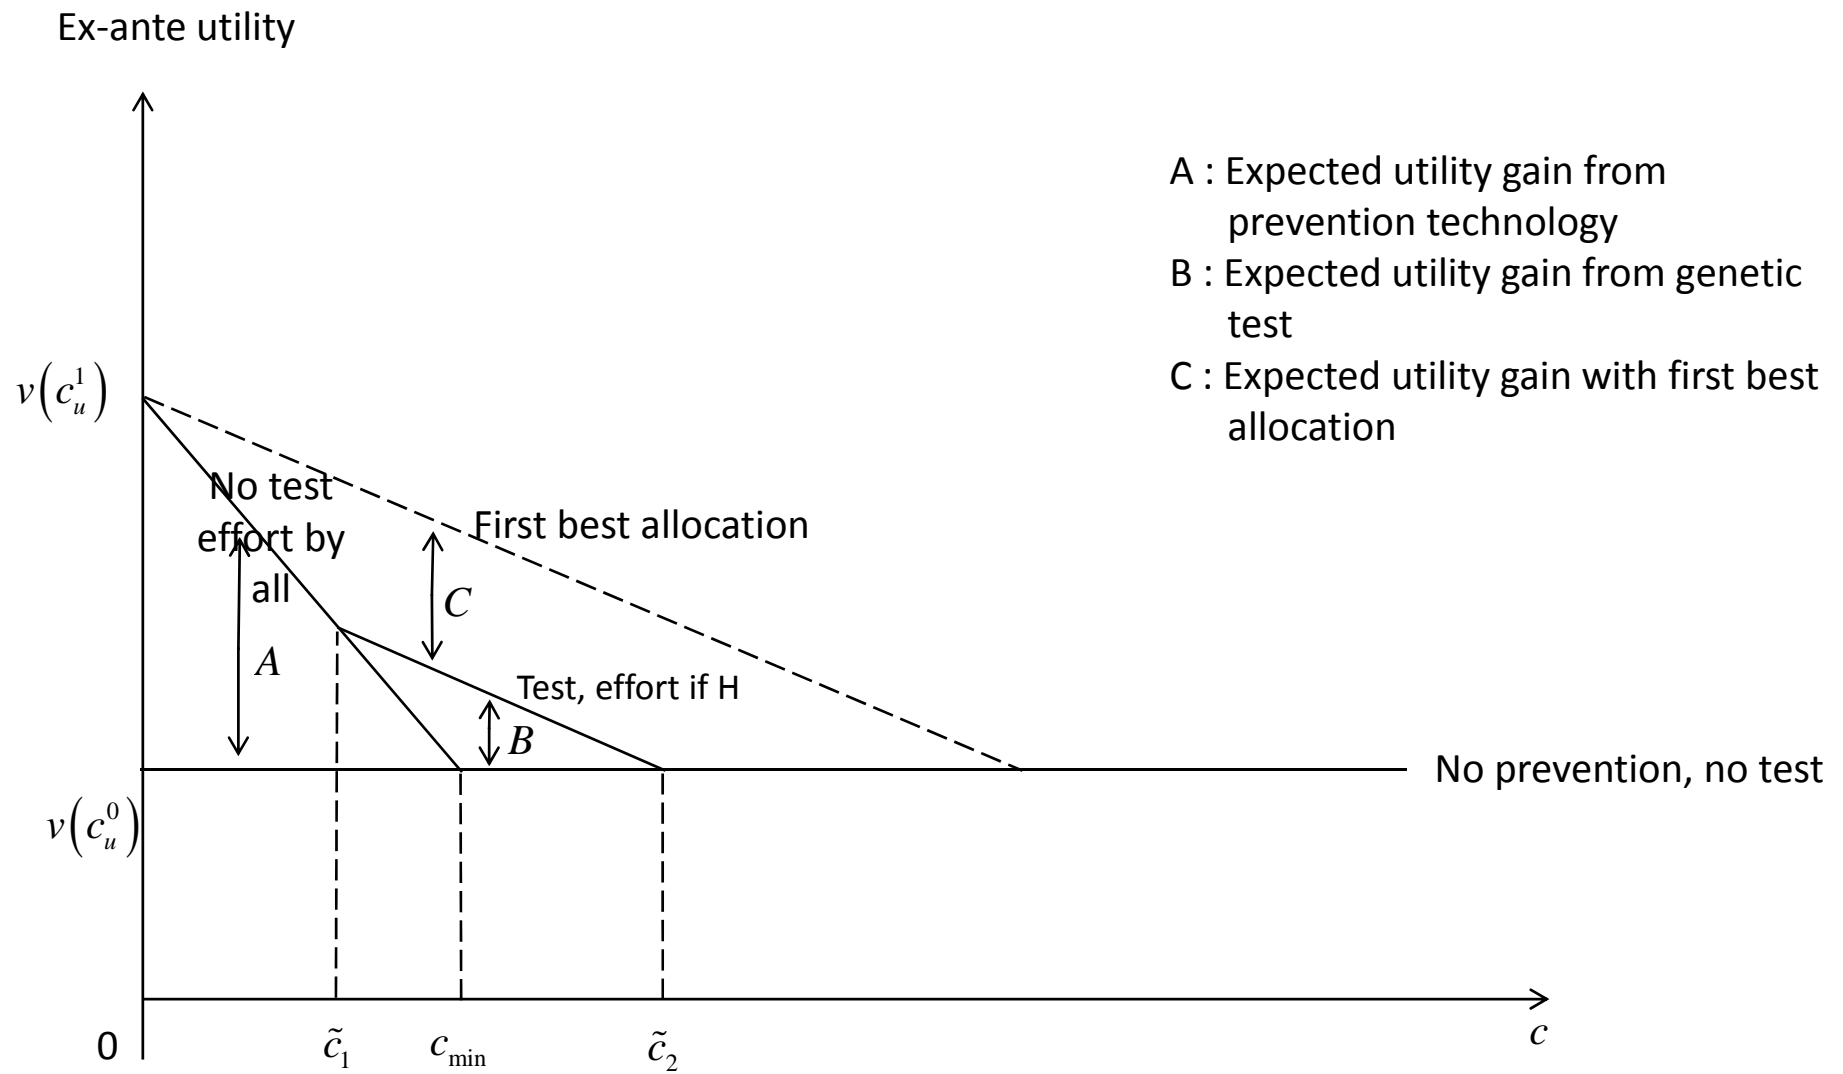 Ex-ante utility
A : Expected utility gain from
prevention technology
B : Expected utility gain from genetic
test
C : Expected utility gain with first best
allocation
v(c_u^1)
No test
effort by
all
First best allocation
C
A
Test, effort if H
B
No prevention, no test
v(c_u^0)
0
c̃_1
c_min
c̃_2
c